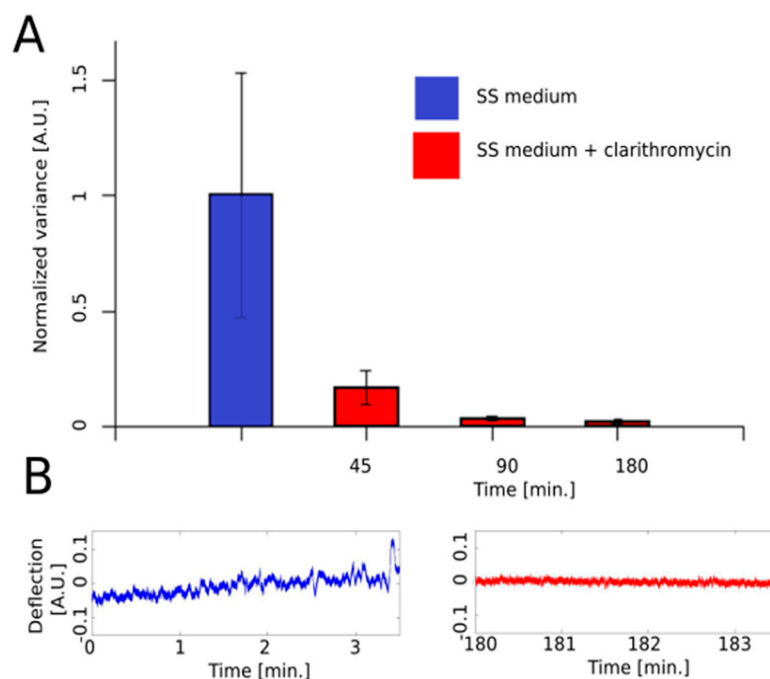 A
Normalized variance [A.U.]
1.5
1
0.5
0
SS medium
SS medium + clarithromycin
45 90 180
Time [min.]
B
Deflection
[A.U.]
0.1
0
-0.1
0 1 2 3
Time [min.]
0.1
0
-0.1
180 181 182 183
Time [min.]